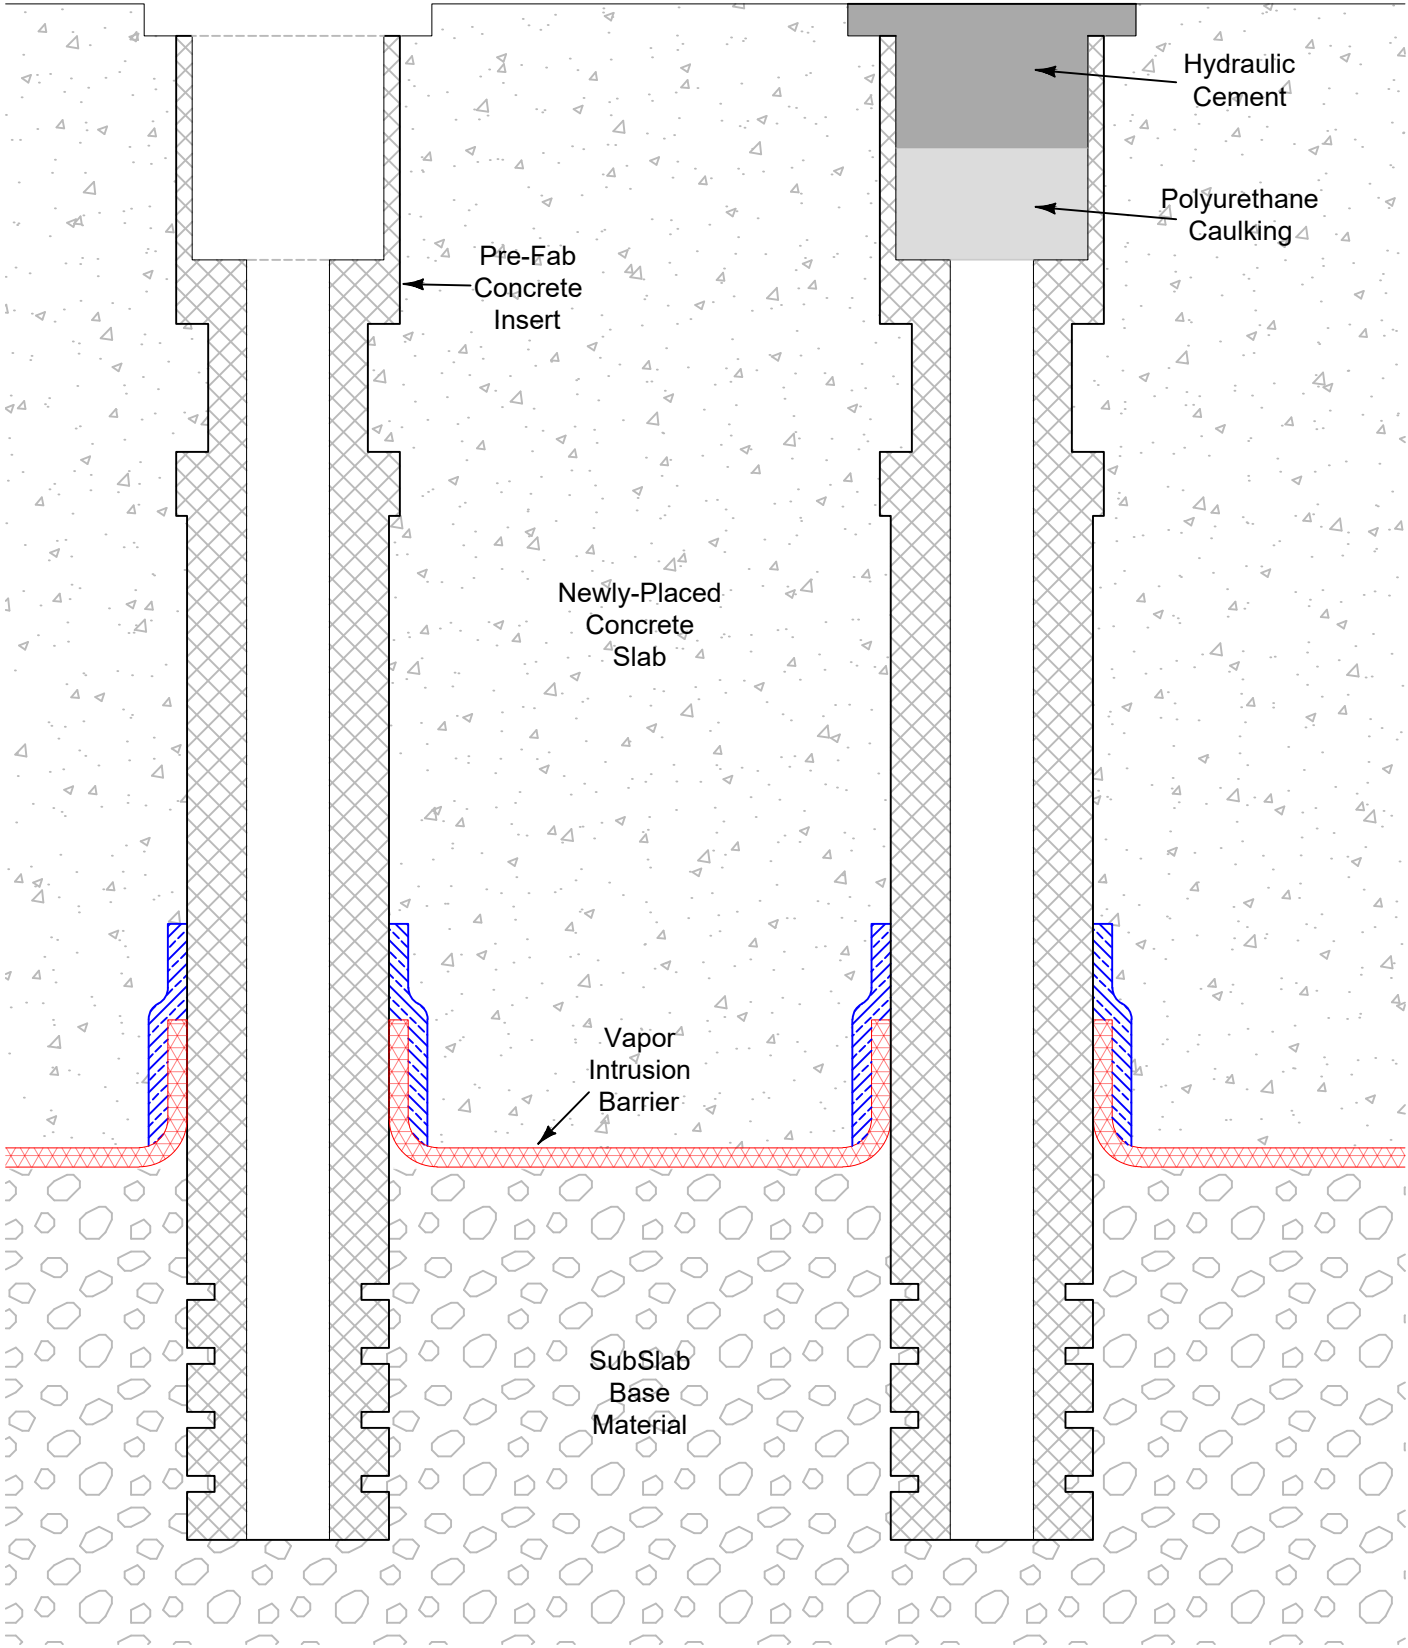 Hydraulic
Cement
Polyurethane
Caulking
Pre-Fab
Concrete
Insert
Newly-Placed
Concrete
Slab
Vapor
Intrusion
Barrier
SubSlab
Base
Material